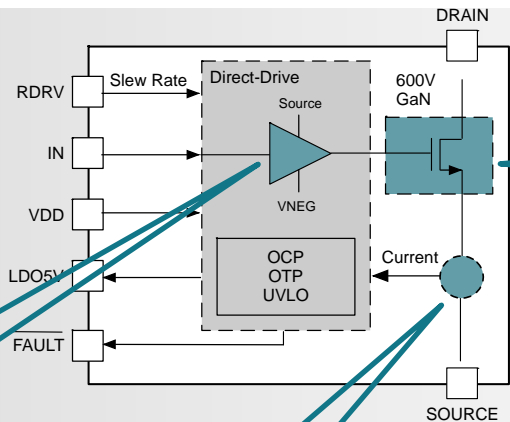 DRAIN
RDRV
Slew Rate
Direct-Drive
600V
GaN
Source
IN
VNEG
VDD
LDO5V
OCP
OTP
UVLO
Current
FAULT
SOURCE